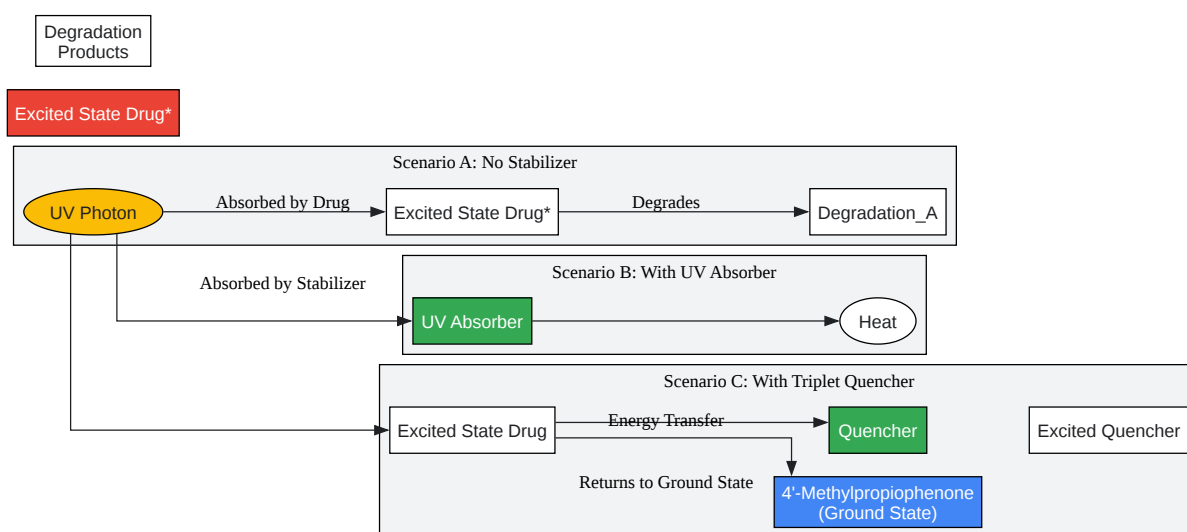 Degradation
Products
Excited State Drug*
Scenario A: No Stabilizer
UV Photon
Absorbed by Drug
Excited State Drug*
Degrades
Degradation_A
Absorbed by Stabilizer
Scenario B: With UV Absorber
UV Absorber
Heat
Scenario C: With Triplet Quencher
Excited State Drug
Energy Transfer
Quencher
Excited Quencher
Returns to Ground State
4'-Methylpropiophenone
(Ground State)